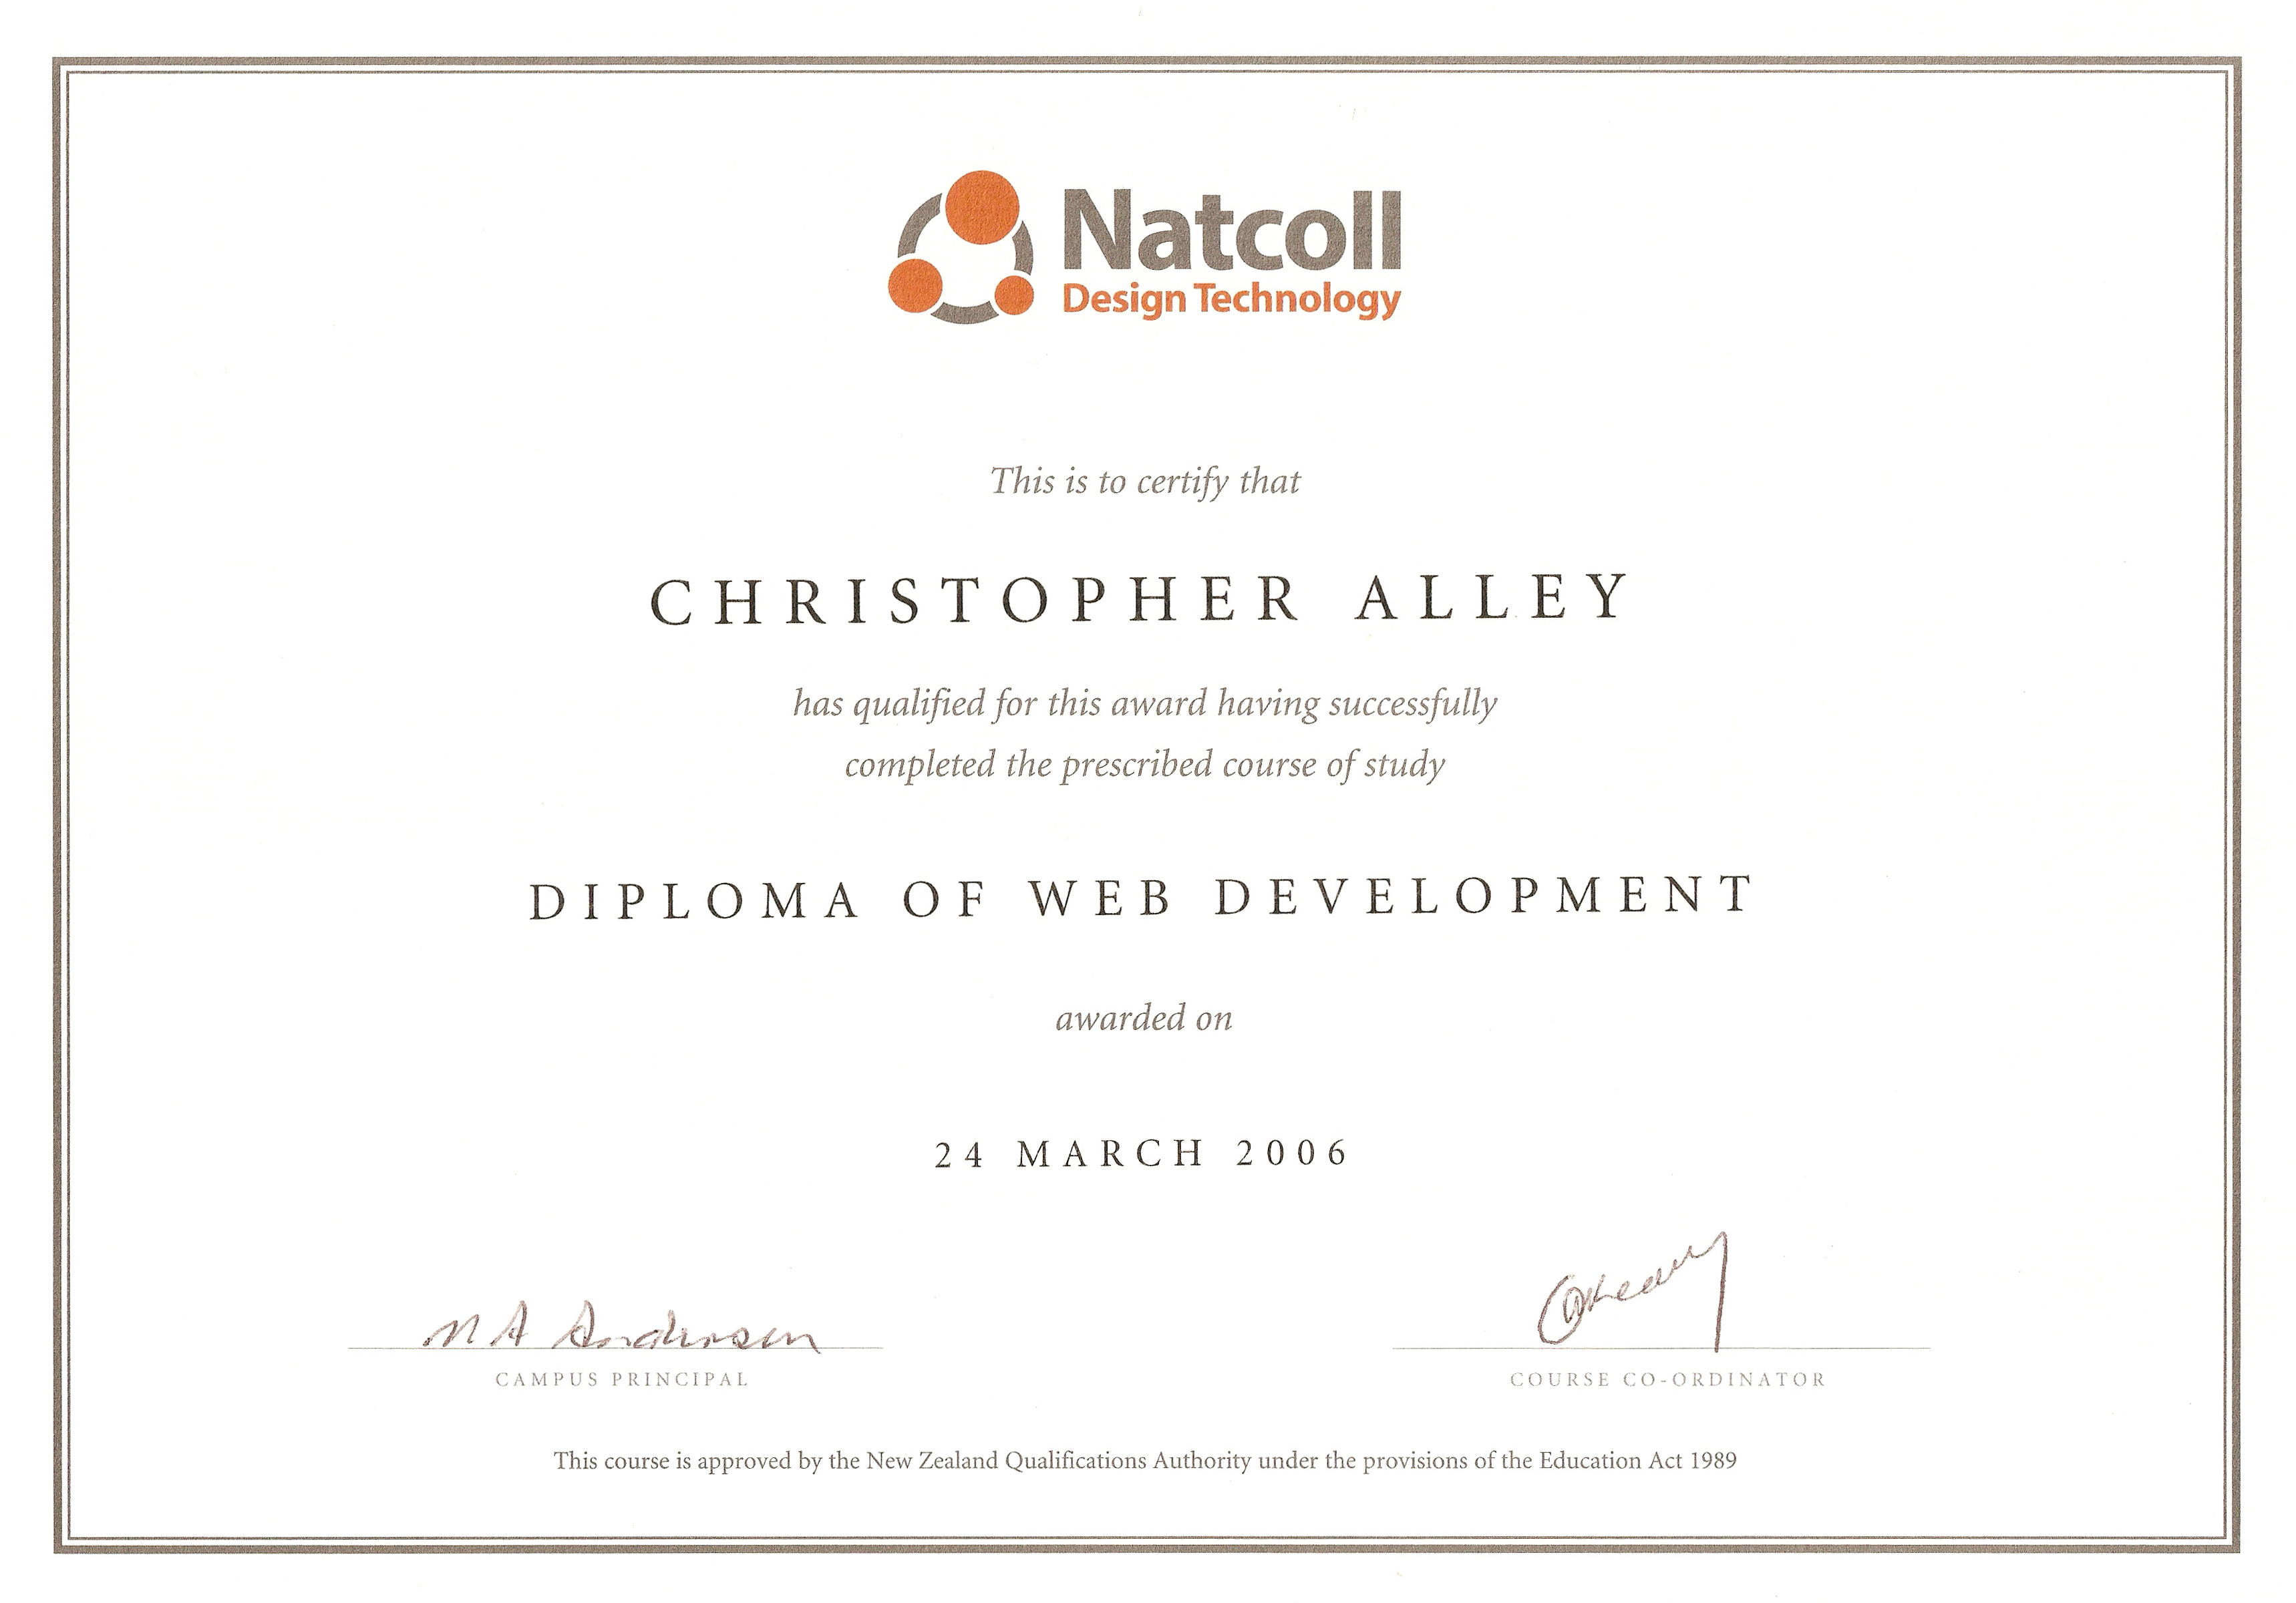 Natcoll
Design Technology
This is to certify that
CHRISTOPHER ALLEY
has qualified for this award having successfully
completed the prescribed course of study
DIPLOMA OF WEB DEVELOPMENT
awarded on
24 MARCH 2006
N A Andersen
CAMPUS PRINCIPAL
COURSE CO-ORDINATOR
This course is approved by the New Zealand Qualifications Authority under the provisions of the Education Act 1989